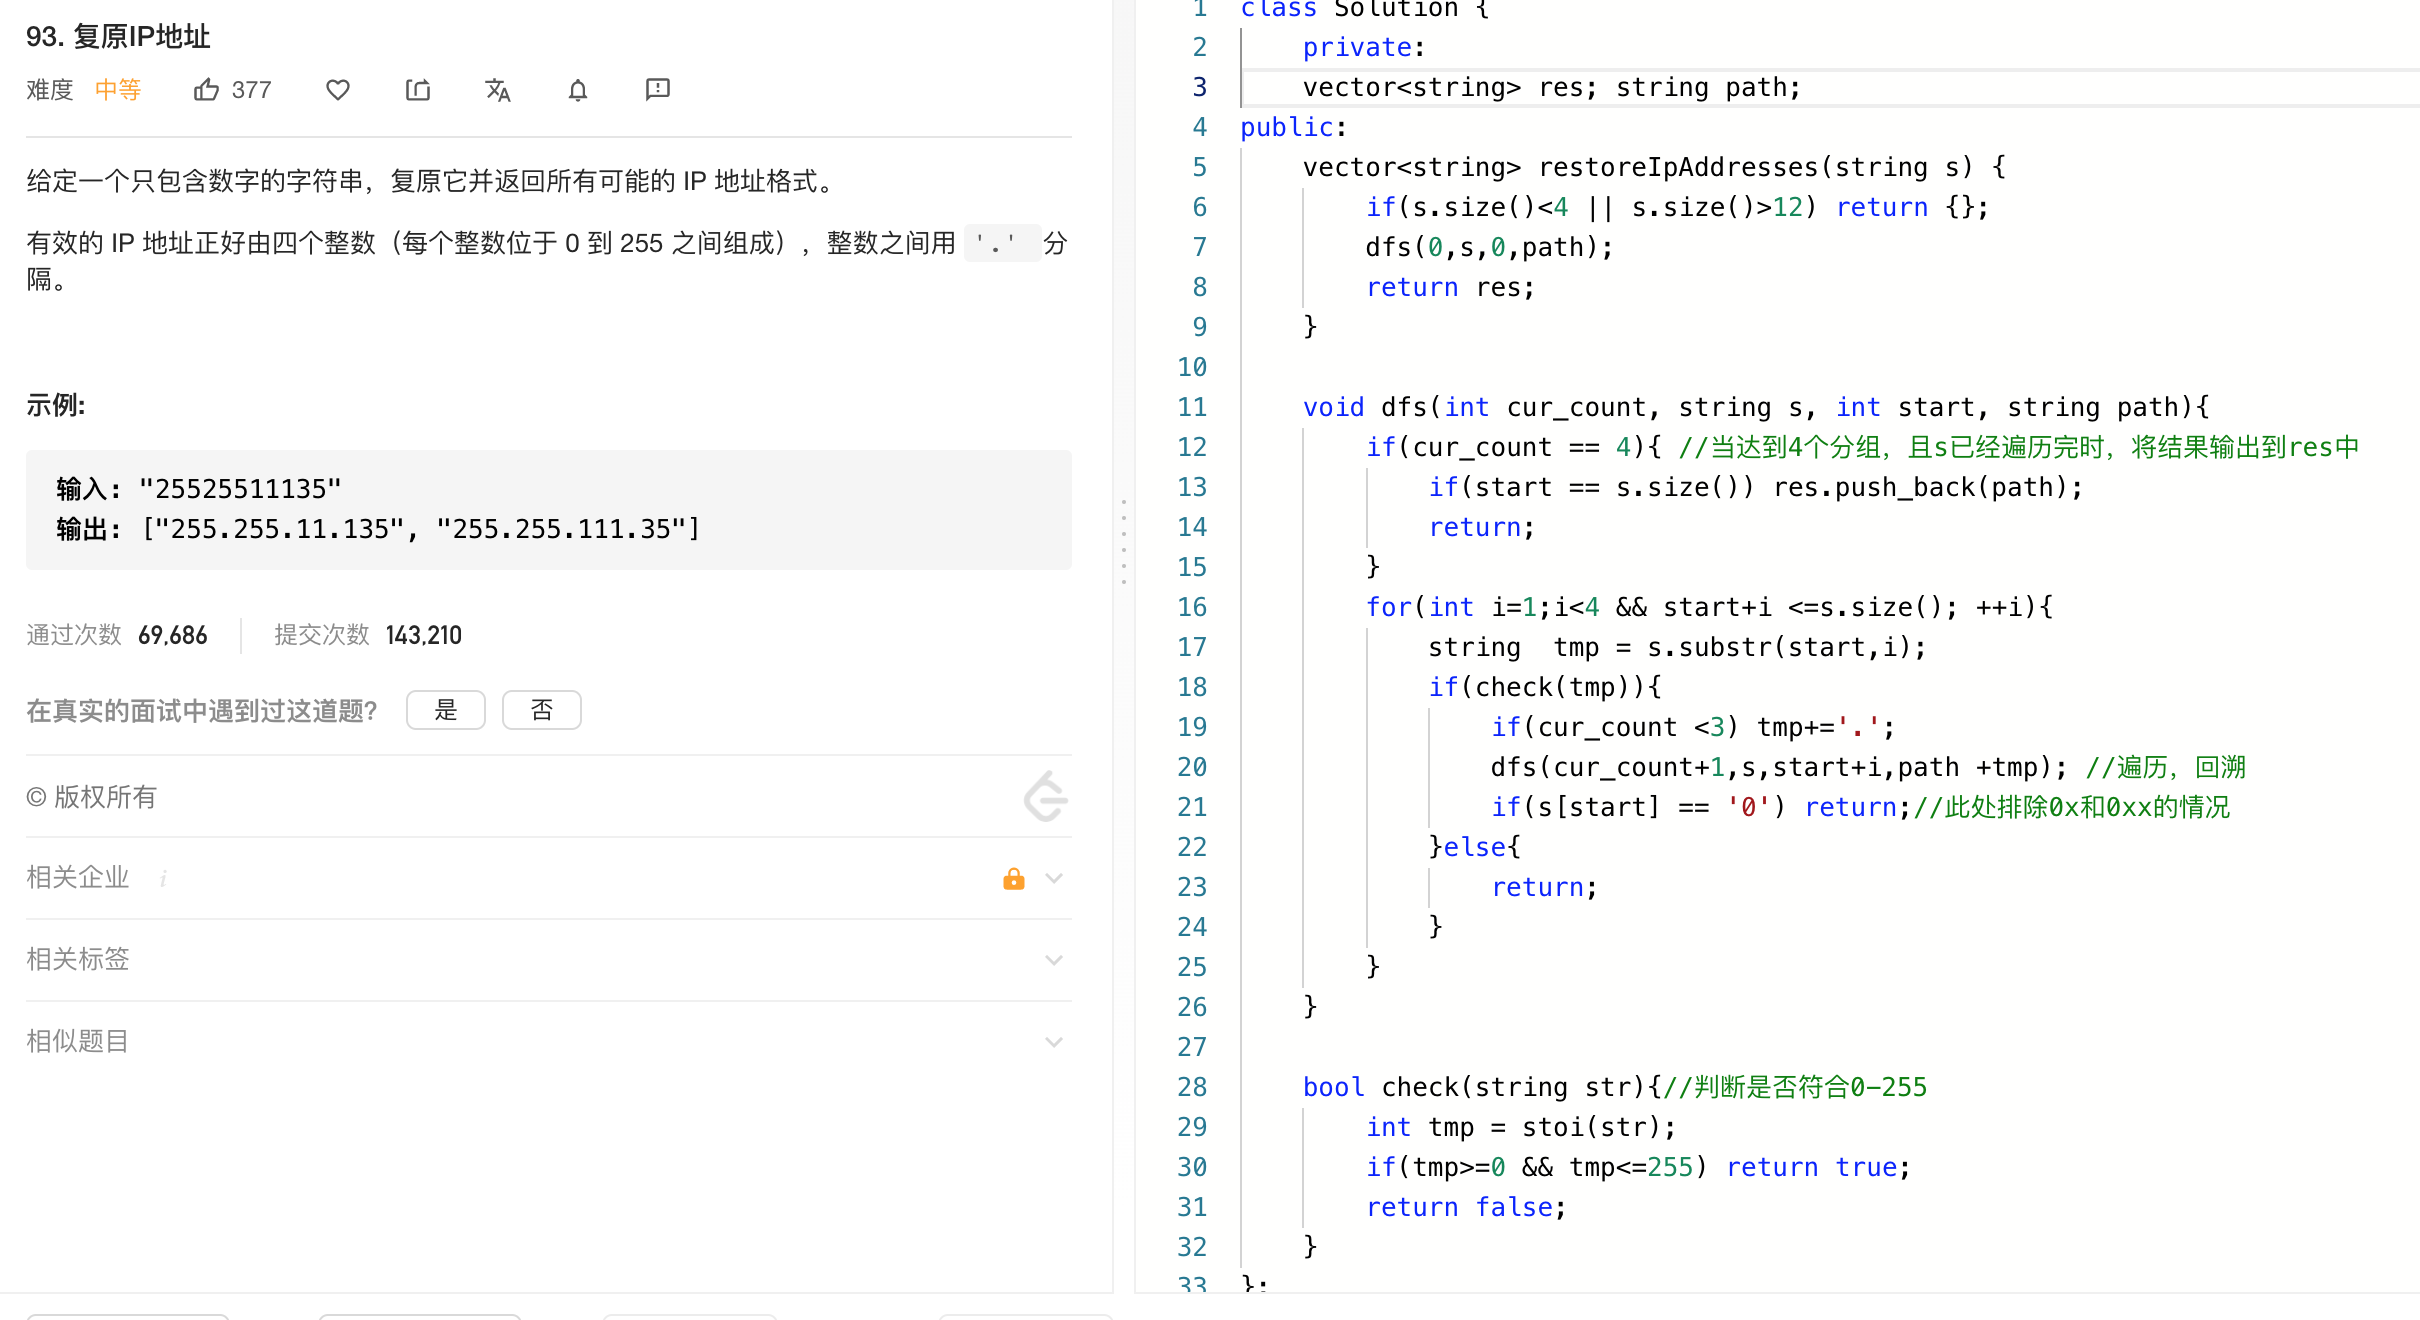 93. 复原IP地址
难度 中等 377
给定一个只包含数字的字符串，复原它并返回所有可能的 IP 地址格式。
有效的 IP 地址正好由四个整数（每个整数位于 0 到 255 之间组成），整数之间用 '.' 分
隔。
示例:
输入: "25525511135"
输出: ["255.255.11.135", "255.255.111.35"]
通过次数 69,686 提交次数 143,210
在真实的面试中遇到过这道题? 是 否
© 版权所有
相关企业 i
相关标签
相似题目
1 class Solution {
2     private:
3     vector<string> res; string path;
4 public:
5     vector<string> restoreIpAddresses(string s) {
6         if(s.size()<4 || s.size()>12) return {};
7         dfs(0,s,0,path);
8         return res;
9     }
10
11     void dfs(int cur_count, string s, int start, string path){
12         if(cur_count == 4){ //当达到4个分组，且s已经遍历完时，将结果输出到res中
13             if(start == s.size()) res.push_back(path);
14             return;
15         }
16         for(int i=1;i<4 && start+i <=s.size(); ++i){
17             string  tmp = s.substr(start,i);
18             if(check(tmp)){
19                 if(cur_count <3) tmp+='.';
20                 dfs(cur_count+1,s,start+i,path +tmp); //遍历，回溯
21                 if(s[start] == '0') return;//此处排除0x和0xx的情况
22             }else{
23                 return;
24             }
25         }
26     }
27
28     bool check(string str){//判断是否符合0-255
29         int tmp = stoi(str);
30         if(tmp>=0 && tmp<=255) return true;
31         return false;
32     }
33 };